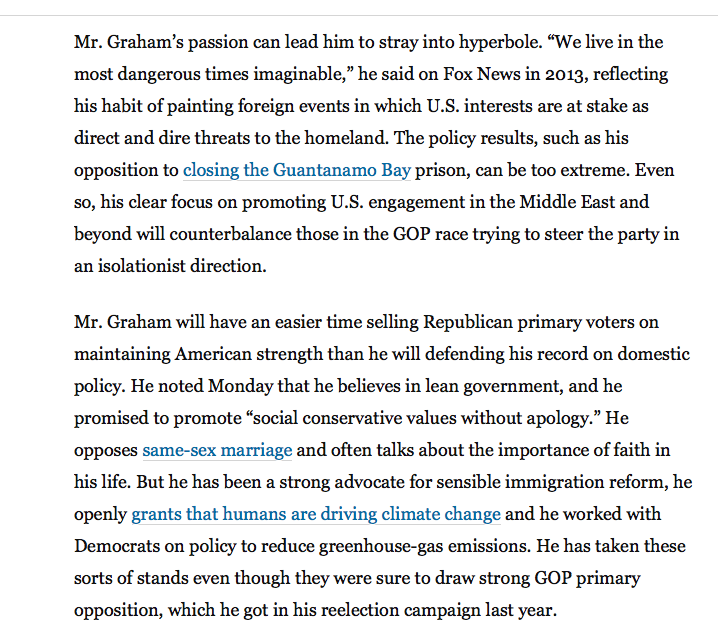 Mr. Graham’s passion can lead him to stray into hyperbole. “We live in the
most dangerous times imaginable,” he said on Fox News in 2013, reflecting
his habit of painting foreign events in which U.S. interests are at stake as
direct and dire threats to the homeland. The policy results, such as his
opposition to closing the Guantanamo Bay prison, can be too extreme. Even
so, his clear focus on promoting U.S. engagement in the Middle East and
beyond will counterbalance those in the GOP race trying to steer the party in
an isolationist direction.
Mr. Graham will have an easier time selling Republican primary voters on
maintaining American strength than he will defending his record on domestic
policy. He noted Monday that he believes in lean government, and he
promised to promote “social conservative values without apology.” He
opposes same-sex marriage and often talks about the importance of faith in
his life. But he has been a strong advocate for sensible immigration reform, he
openly grants that humans are driving climate change and he worked with
Democrats on policy to reduce greenhouse-gas emissions. He has taken these
sorts of stands even though they were sure to draw strong GOP primary
opposition, which he got in his reelection campaign last year.